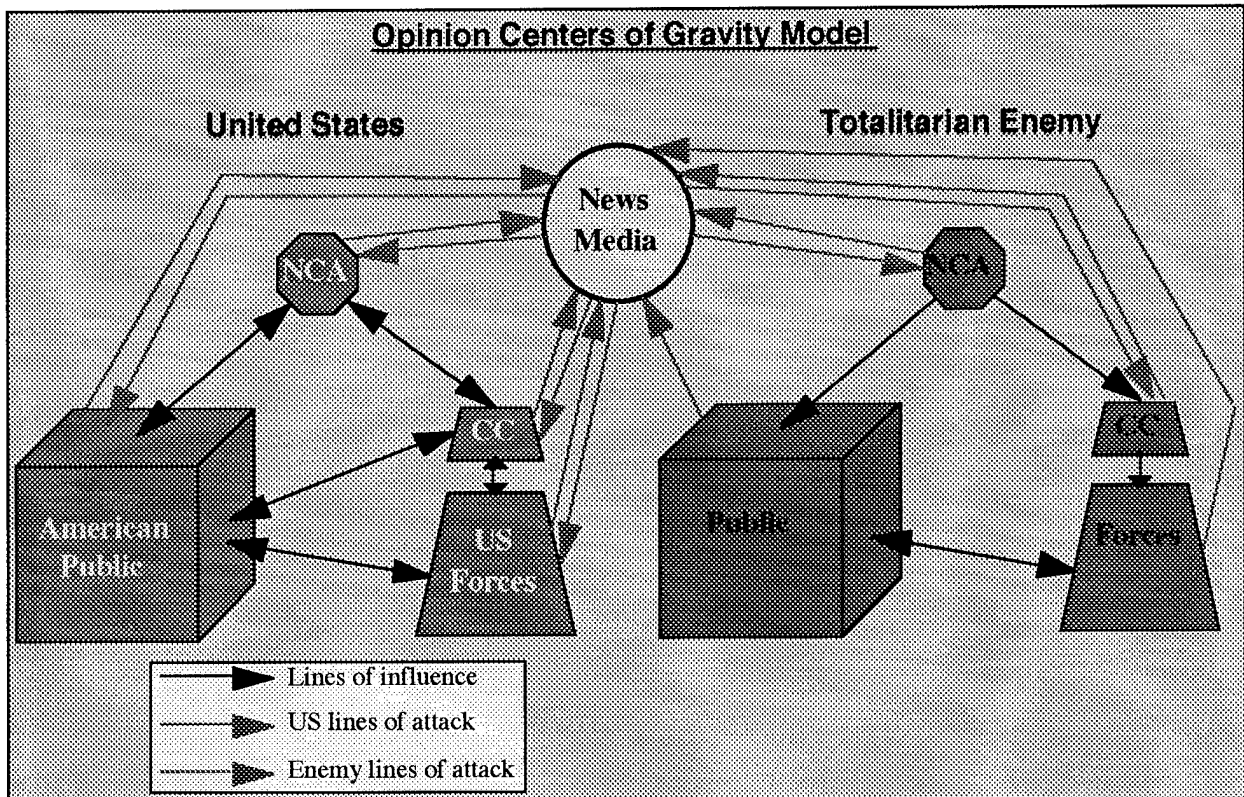 Opinion Centers of Gravity Model
United States
Totalitarian Enemy
News
Media
NCA
NCA
CC
CC
American
Public
US
Forces
Public
Forces
Lines of influence
US lines of attack
Enemy lines of attack